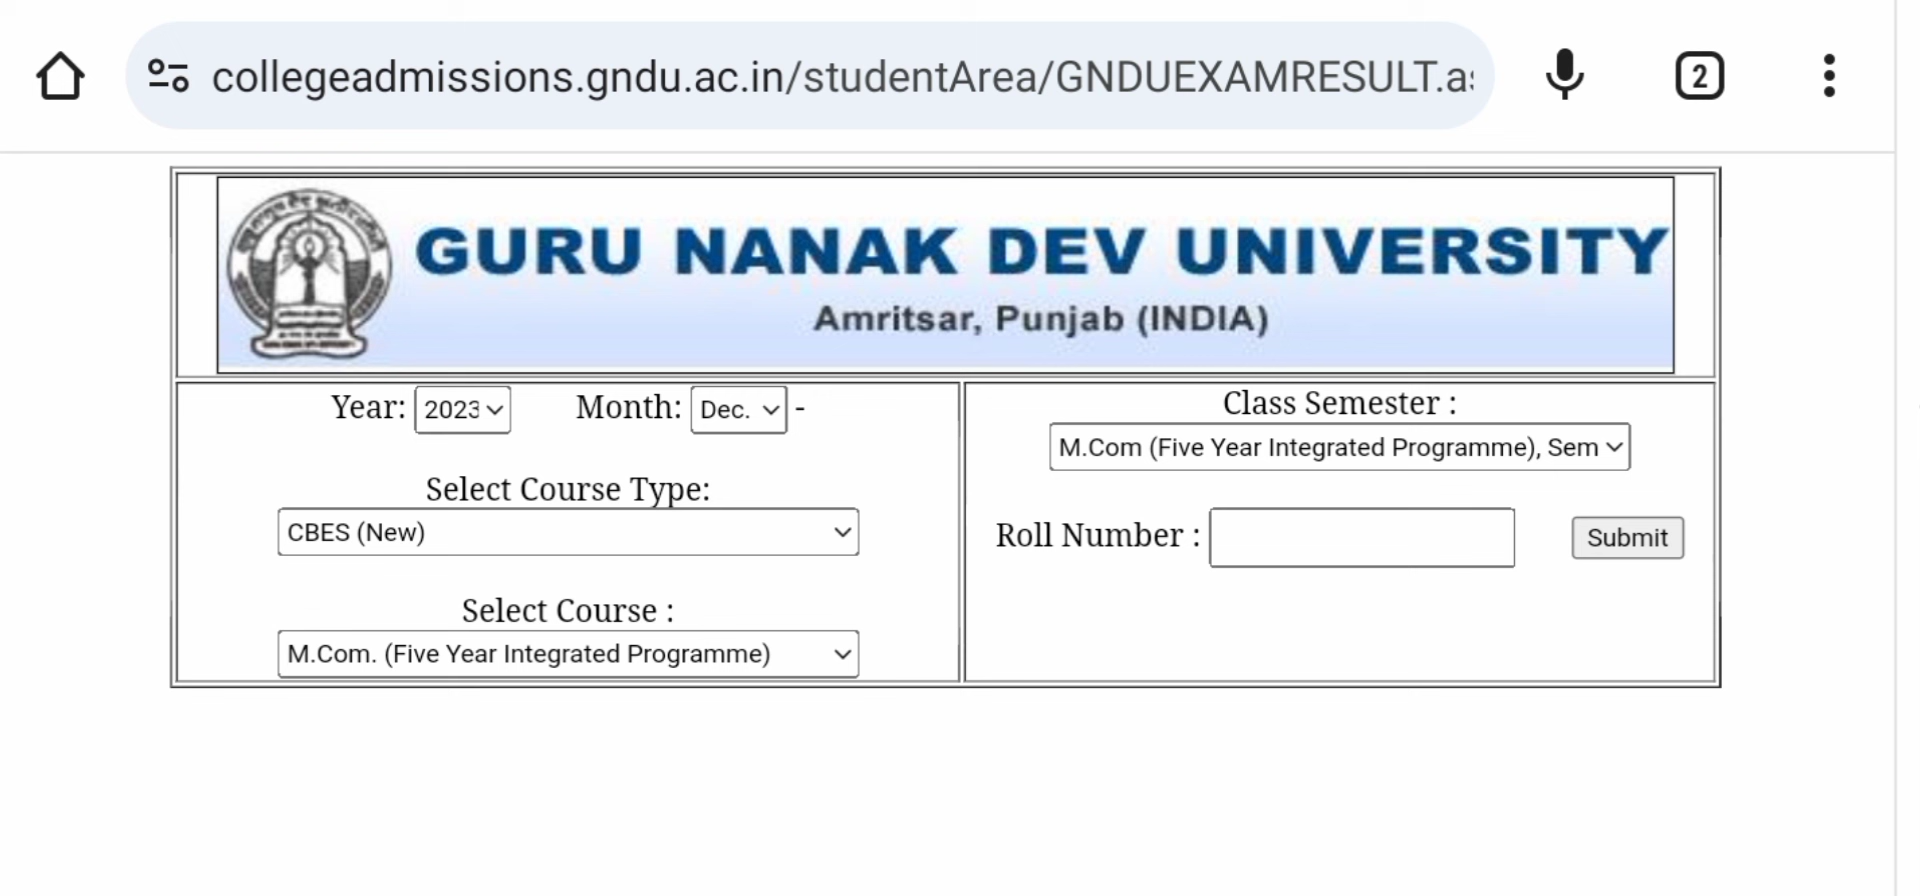 collegeadmissions.gndu.ac.in/studentArea/GNDUEXAMRESULT.as
2
GURU NANAK DEV UNIVERSITY
Amritsar, Punjab (INDIA)
Year: 2023 Month: Dec. -
Select Course Type:
CBES (New)
Select Course :
M.Com. (Five Year Integrated Programme)
Class Semester :
M.Com (Five Year Integrated Programme), Sem
Roll Number : Submit